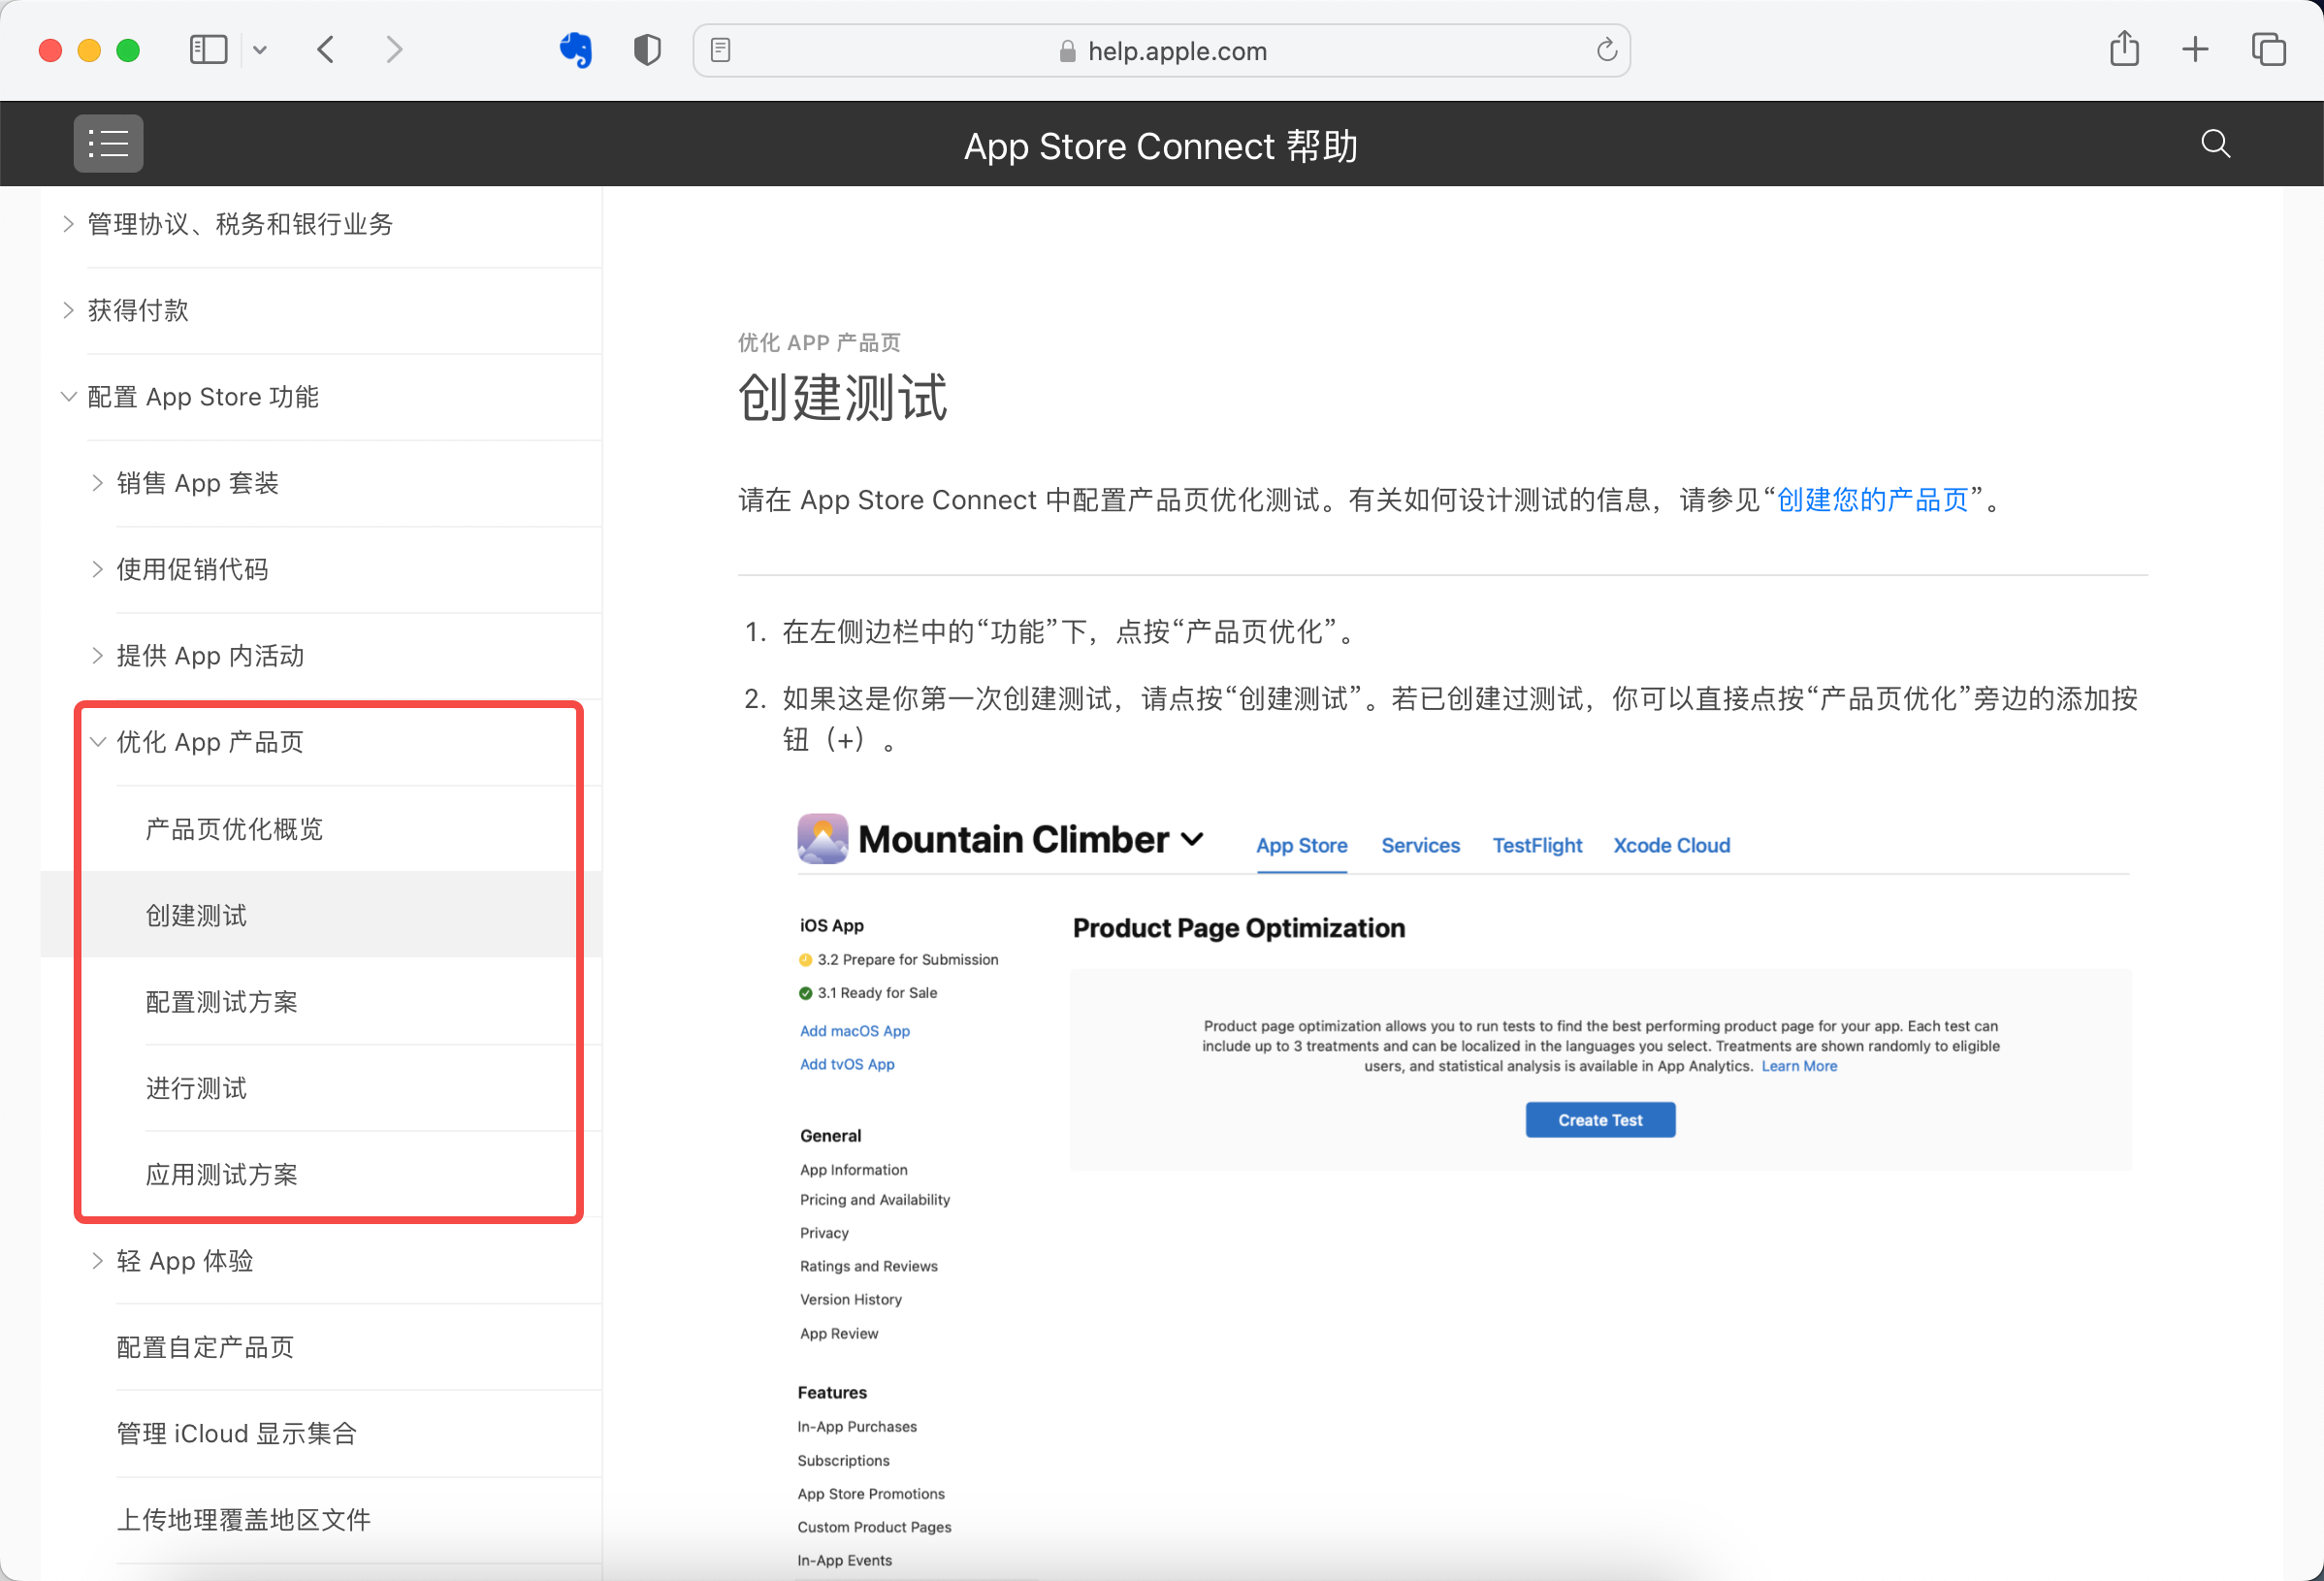 help.apple.com
App Store Connect 帮助
管理协议、税务和银行业务
获得付款
配置 App Store 功能
销售 App 套装
使用促销代码
提供 App 内活动
优化 App 产品页
产品页优化概览
创建测试
配置测试方案
进行测试
应用测试方案
轻 App 体验
配置自定产品页
管理 iCloud 显示集合
上传地理覆盖地区文件
优化 APP 产品页
创建测试
请在 App Store Connect 中配置产品页优化测试。有关如何设计测试的信息，请参见“创建您的产品页”。
1. 在左侧边栏中的“功能”下，点按“产品页优化”。
2. 如果这是你第一次创建测试，请点按“创建测试”。若已创建过测试，你可以直接点按“产品页优化”旁边的添加按
钮（+）。
Mountain Climber
App Store Services TestFlight Xcode Cloud
iOS App
3.2 Prepare for Submission
3.1 Ready for Sale
Add macOS App
Add tvOS App
General
App Information
Pricing and Availability
Privacy
Ratings and Reviews
Version History
App Review
Features
In-App Purchases
Subscriptions
App Store Promotions
Custom Product Pages
In-App Events
Product Page Optimization
Product page optimization allows you to run tests to find the best performing product page for your app. Each test can
include up to 3 treatments and can be localized in the languages you select. Treatments are shown randomly to eligible
users, and statistical analysis is available in App Analytics. Learn More
Create Test